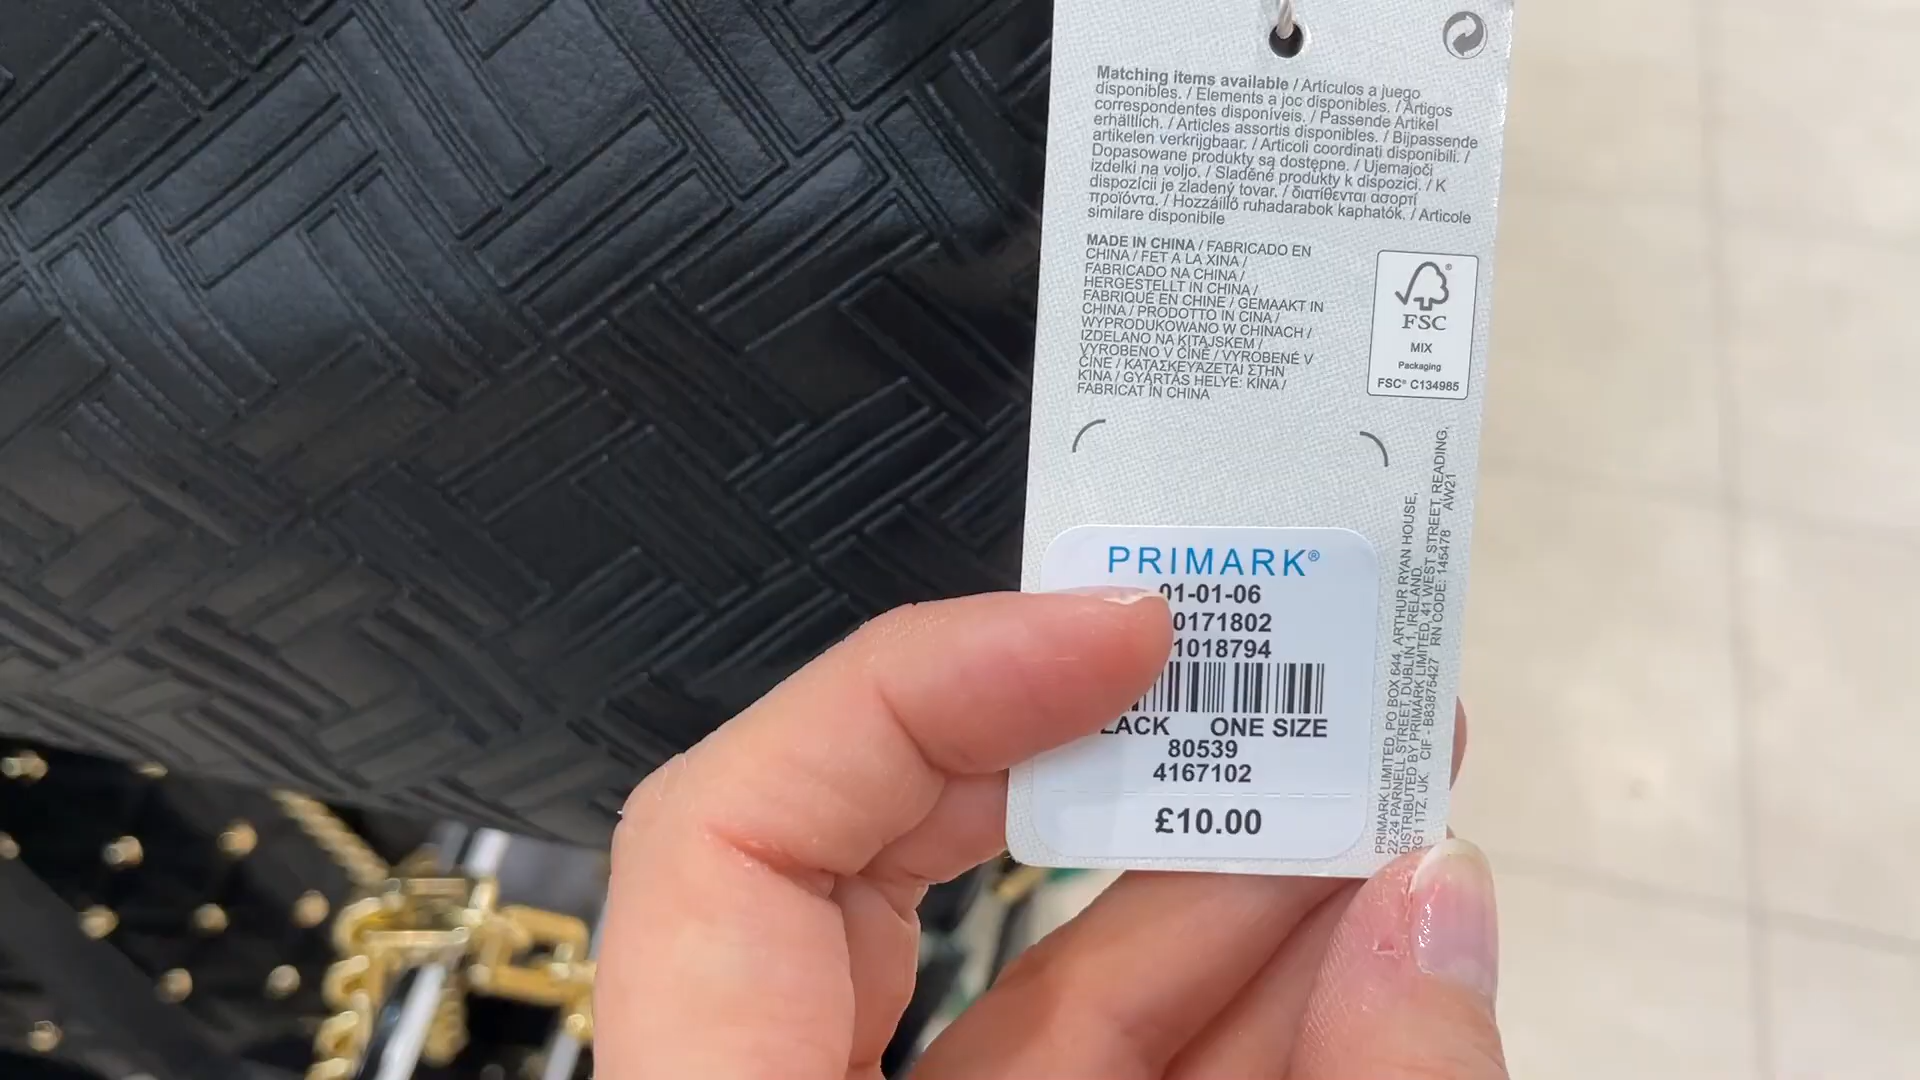 Matching items available / Artículos a juego
disponibles. / Elements a joc disponibles. / Artigos
correspondentes disponíveis. / Passende Artikel
erhältlich. / Articles assortis disponibles. / Bijpassende
artikelen verkrijgbaar. / Articoli coordinati disponibili. /
Dopasowane produkty są dostępne. / Ujemajoči
izdelki na voljo. / Sladěné produkty k dispozici. / K
dispozícii je zladený tovar. / διατίθενται ασορτί
προϊόντα. / Hozzáillő ruhadarabok kaphatók. / Articole
similare disponibile
MADE IN CHINA / FABRICADO EN
CHINA / FET A LA XINA /
FABRICADO NA CHINA /
HERGESTELLT IN CHINA /
FABRIQUÉ EN CHINE / GEMAAKT IN
CHINA / PRODOTTO IN CINA /
WYPRODUKOWANO W CHINACH /
IZDELANO NA KITAJSKEM /
VYROBENO V ČÍNĚ / VYROBENÉ V
ČÍNE / ΚΑΤΑΣΚΕΥΑΖΕΤΑΙ ΣΤΗΝ
ΚΙΝΑ / GYÁRTÁS HELYE: KÍNA /
FABRICAT ÎN CHINA
FSC®
MIX
Packaging
FSC® C134985
PRIMARK®
01-01-06
0171802
1018794
LACK ONE SIZE
80539
4167102
£10.00
PRIMARK LIMITED, PO BOX 644, ARTHUR RYAN HOUSE,
22-24 PARNELL STREET, DUBLIN 1, IRELAND.
DISTRIBUTED BY PRIMARK LIMITED, 41 WEST STREET, READING,
RG1 1TZ, UK. CIF - B83875427 RN CODE: 145478 AW21